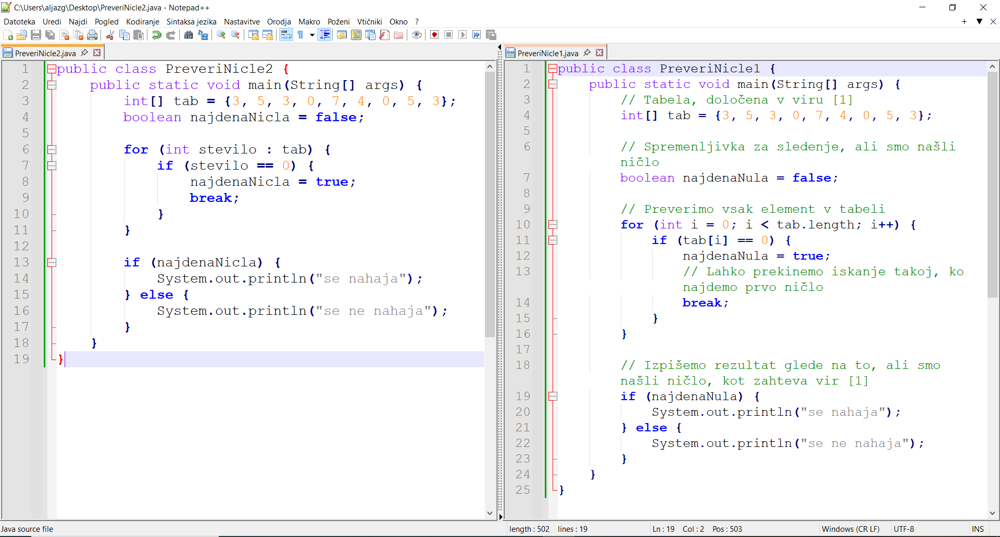 C:\Users\aljazg\Desktop\PreveriNicle2.java - Notepad++
Datoteka Uredi Najdi Pogled Kodiranje Sintaksa jezika Nastavitve Orodja Makro Poženi Vtičniki Okno ?
PreveriNicle2.java
1 public class PreveriNicle2 {
2 public static void main(String[] args) {
3 int[] tab = {3, 5, 3, 0, 7, 4, 0, 5, 3};
4 boolean najdenaNicla = false;
5
6 for (int stevilo : tab) {
7 if (stevilo == 0) {
8 najdenaNicla = true;
9 break;
10 }
11 }
12
13 if (najdenaNicla) {
14 System.out.println("se nahaja");
15 } else {
16 System.out.println("se ne nahaja");
17 }
18 }
19 }
PreveriNicle1.java
1 public class PreveriNicle1 {
2 public static void main(String[] args) {
3 // Tabela, določena v viru [1]
4 int[] tab = {3, 5, 3, 0, 7, 4, 0, 5, 3};
5
6 // Spremenljivka za sledenje, ali smo našli
ničlo
7 boolean najdenaNula = false;
8
9 // Preverimo vsak element v tabeli
10 for (int i = 0; i < tab.length; i++) {
11 if (tab[i] == 0) {
12 najdenaNula = true;
13 // Lahko prekinemo iskanje takoj, ko
najdemo prvo ničlo
14 break;
15 }
16 }
17
18 // Izpišemo rezultat glede na to, ali smo
našli ničlo, kot zahteva vir [1]
19 if (najdenaNula) {
20 System.out.println("se nahaja");
21 } else {
22 System.out.println("se ne nahaja");
23 }
24 }
25 }
Java source file length : 502 lines : 19 Ln : 19 Col : 2 Pos : 503 Windows (CR LF) UTF-8 INS